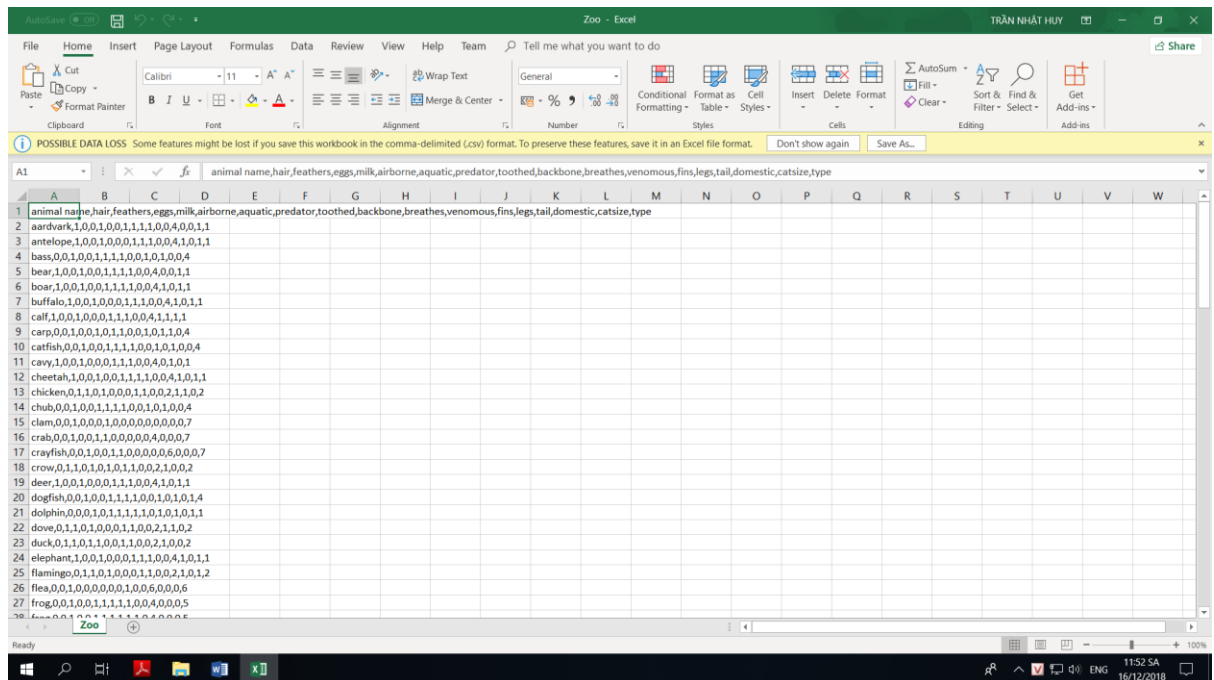 AutoSave Off Zoo - Excel TRẦN NHẬT HUY
File Home Insert Page Layout Formulas Data Review View Help Team Tell me what you want to do Share
Paste Cut Copy Format Painter Calibri 11 Wrap Text Merge & Center General Conditional Formatting Format as Table Cell Styles Insert Delete Format AutoSum Fill Clear Sort & Filter Find & Select Get Add-ins
Clipboard Font Alignment Number Styles Cells Editing Add-ins
POSSIBLE DATA LOSS Some features might be lost if you save this workbook in the comma-delimited (.csv) format. To preserve these features, save it in an Excel file format. Don't show again Save As...
A1 fx animal name,hair,feathers,eggs,milk,airborne,aquatic,predator,toothed,backbone,breathes,venomous,fins,legs,tail,domestic,catsize,type
A B C D E F G H I J K L M N O P Q R S T U V W
1 animal name,hair,feathers,eggs,milk,airborne,aquatic,predator,toothed,backbone,breathes,venomous,fins,legs,tail,domestic,catsize,type
2 aardvark,1,0,0,1,0,0,1,1,1,1,0,0,4,0,0,1,1
3 antelope,1,0,0,1,0,0,0,1,1,1,0,0,4,1,0,1,1
4 bass,0,0,1,0,0,1,1,1,1,0,0,1,0,1,0,0,4
5 bear,1,0,0,1,0,0,1,1,1,1,0,0,4,0,0,1,1
6 boar,1,0,0,1,0,0,1,1,1,1,0,0,4,1,0,1,1
7 buffalo,1,0,0,1,0,0,0,1,1,1,0,0,4,1,0,1,1
8 calf,1,0,0,1,0,0,0,1,1,1,0,0,4,1,1,1,1
9 carp,0,0,1,0,0,1,0,1,1,0,0,1,0,1,1,0,4
10 catfish,0,0,1,0,0,1,1,1,1,0,0,1,0,1,0,0,4
11 cavy,1,0,0,1,0,0,0,1,1,1,0,0,4,0,1,0,1
12 cheetah,1,0,0,1,0,0,1,1,1,1,0,0,4,1,0,1,1
13 chicken,0,1,1,0,1,0,0,0,1,1,0,0,2,1,1,0,2
14 chub,0,0,1,0,0,1,1,1,1,0,0,1,0,1,0,0,4
15 clam,0,0,1,0,0,0,1,0,0,0,0,0,0,0,0,0,7
16 crab,0,0,1,0,0,1,1,0,0,0,0,0,4,0,0,0,7
17 crayfish,0,0,1,0,0,1,1,0,0,0,0,0,6,0,0,0,7
18 crow,0,1,1,0,1,0,1,0,1,1,0,0,2,1,0,0,2
19 deer,1,0,0,1,0,0,0,1,1,1,0,0,4,1,0,1,1
20 dogfish,0,0,1,0,0,1,1,1,1,0,0,1,0,1,0,1,4
21 dolphin,0,0,0,1,0,1,1,1,1,1,0,1,0,1,0,1,1
22 dove,0,1,1,0,1,0,0,0,1,1,0,0,2,1,1,0,2
23 duck,0,1,1,0,1,1,0,0,1,1,0,0,2,1,0,0,2
24 elephant,1,0,0,1,0,0,0,1,1,1,0,0,4,1,0,1,1
25 flamingo,0,1,1,0,1,0,0,0,1,1,0,0,2,1,0,1,2
26 flea,0,0,1,0,0,0,0,0,0,1,0,0,6,0,0,0,6
27 frog,0,0,1,0,0,1,1,1,1,1,0,0,4,0,0,0,5
Zoo
Ready 100%
ENG 11:52 SA
16/12/2018